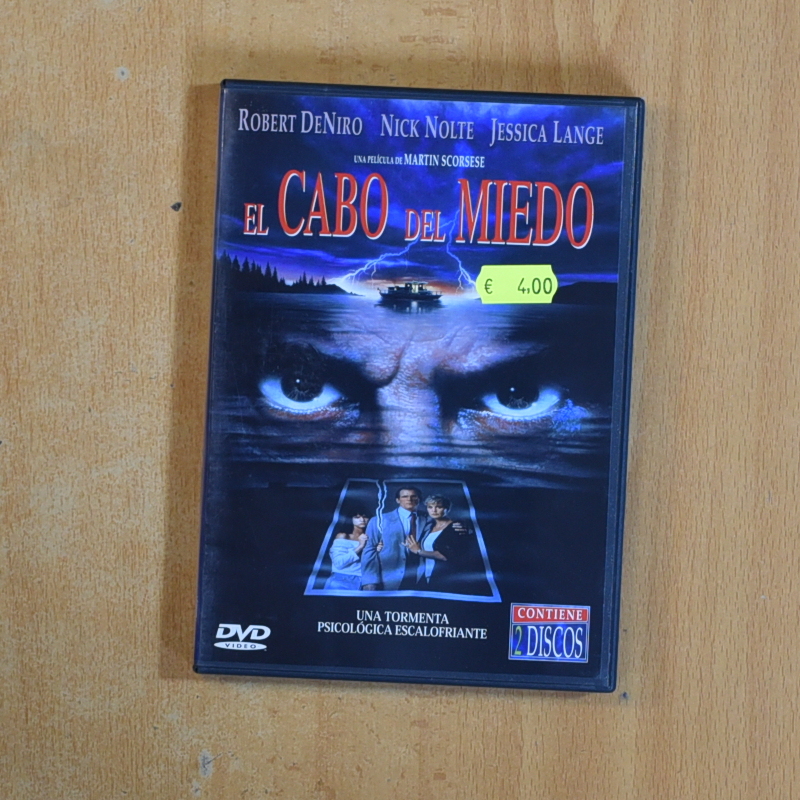 ROBERT DENIRO NICK NOLTE JESSICA LANGE
UNA PELÍCULA DE MARTIN SCORSESE
EL CABO DEL MIEDO
€ 4,00
UNA TORMENTA
PSICOLÓGICA ESCALOFRIANTE
DVD
VIDEO
CONTIENE
2 DISCOS